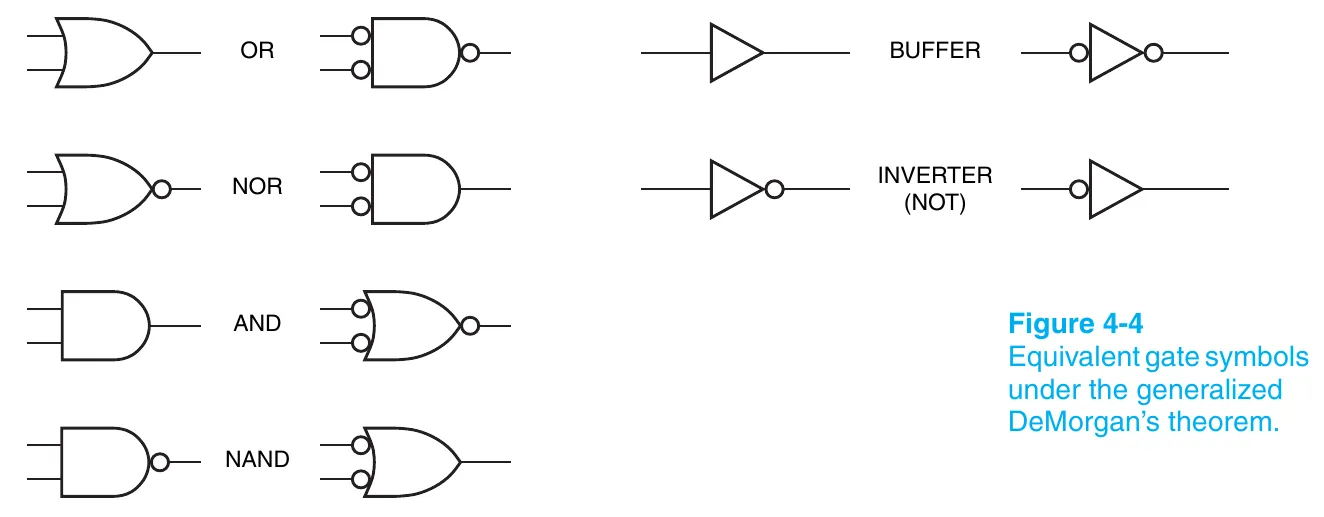 OR
BUFFER
NOR
INVERTER
(NOT)
AND
NAND
Figure 4-4
Equivalent gate symbols
under the generalized
DeMorgan’s theorem.